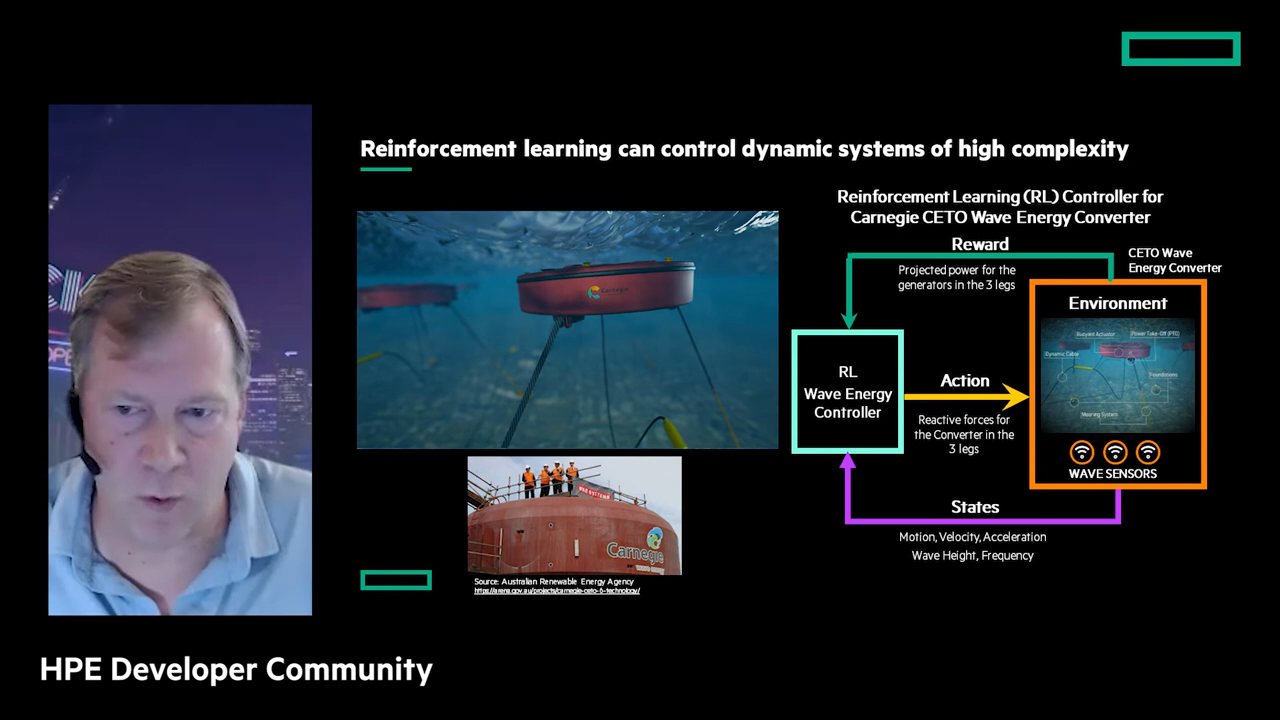 Reinforcement learning can control dynamic systems of high complexity
Reinforcement Learning (RL) Controller for
Carnegie CETO Wave Energy Converter
Reward
Projected power for the
generators in the 3 legs
CETO Wave
Energy Converter
Environment
Buoyant Actuator
Power Take-Off (PTO)
Dynamic Cable
Foundations
Mooring System
WAVE SENSORS
RL
Wave Energy
Controller
Action
Reactive forces for
the Converter in the
3 legs
States
Motion, Velocity, Acceleration
Wave Height, Frequency
Carnegie
Carnegie
Source: Australian Renewable Energy Agency
https://arena.gov.au/projects/carnegie-ceto-6-technology/
HPE Developer Community